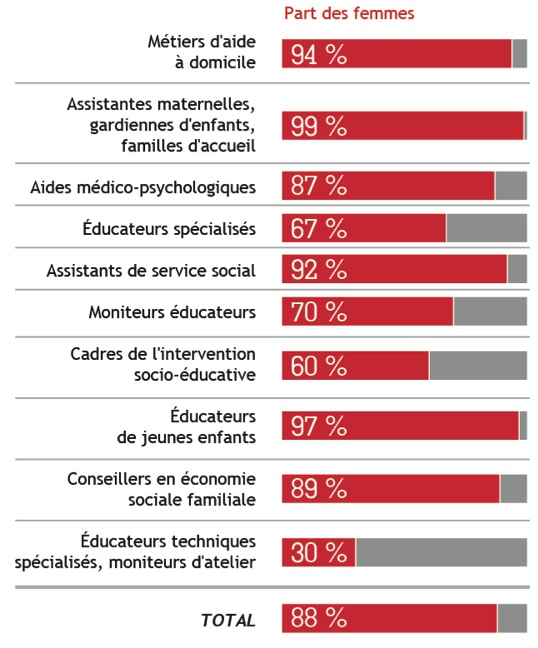 Part des femmes
Métiers d'aide
à domicile
94 %
Assistantes maternelles,
gardiennes d'enfants,
familles d'accueil
99 %
Aides médico-psychologiques
87 %
Éducateurs spécialisés
67 %
Assistants de service social
92 %
Moniteurs éducateurs
70 %
Cadres de l'intervention
socio-éducative
60 %
Éducateurs
de jeunes enfants
97 %
Conseillers en économie
sociale familiale
89 %
Éducateurs techniques
spécialisés, moniteurs d'atelier
30 %
TOTAL
88 %